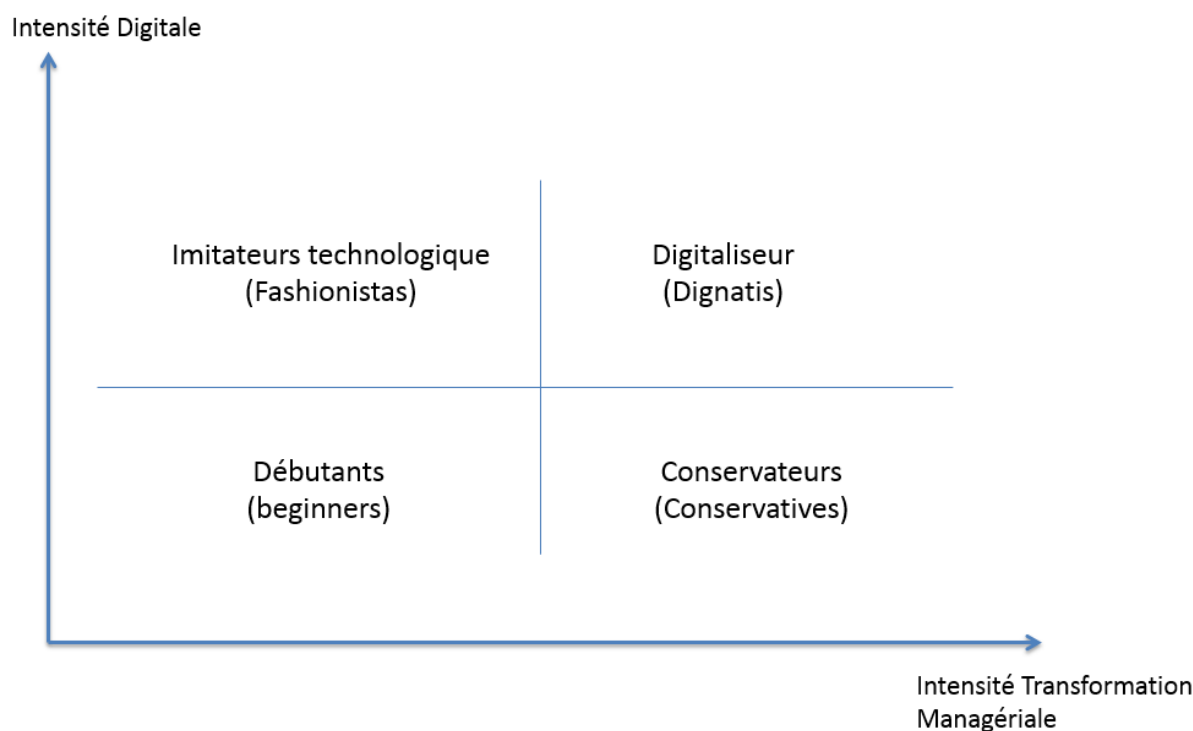 Intensité Digitale
Imitateurs technologique
(Fashionistas)
Digitaliseur
(Dignatis)
Débutants
(beginners)
Conservateurs
(Conservatives)
Intensité Transformation
Managériale